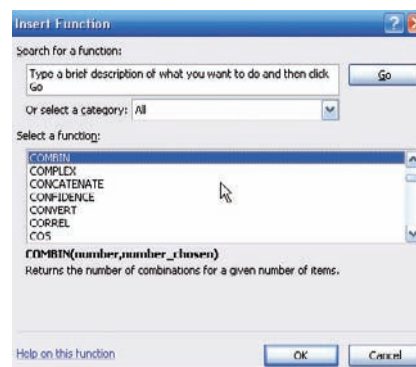 Insert Function
Search for a function:
Type a brief description of what you want to do and then click
Go
Go
Or select a category: All
Select a function:
COMBIN
COMPLEX
CONCATENATE
CONFIDENCE
CONVERT
CORREL
COS
COMBIN(number,number_chosen)
Returns the number of combinations for a given number of items.
Help on this function
OK
Cancel